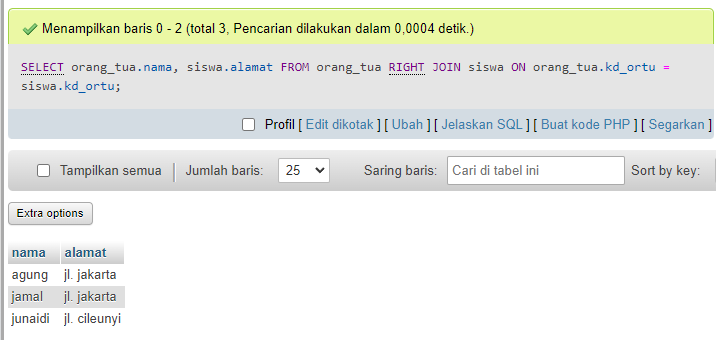 Menampilkan baris 0 - 2 (total 3, Pencarian dilakukan dalam 0,0004 detik.)
SELECT orang_tua.nama, siswa.alamat FROM orang_tua RIGHT JOIN siswa ON orang_tua.kd_ortu =
siswa.kd_ortu;
Profil [ Edit dikotak ] [ Ubah ] [ Jelaskan SQL ] [ Buat kode PHP ] [ Segarkan ]
Tampilkan semua | Jumlah baris: 25 Saring baris: Cari di tabel ini Sort by key:
Extra options
nama alamat
agung jl. jakarta
jamal jl. jakarta
junaidi jl. cileunyi